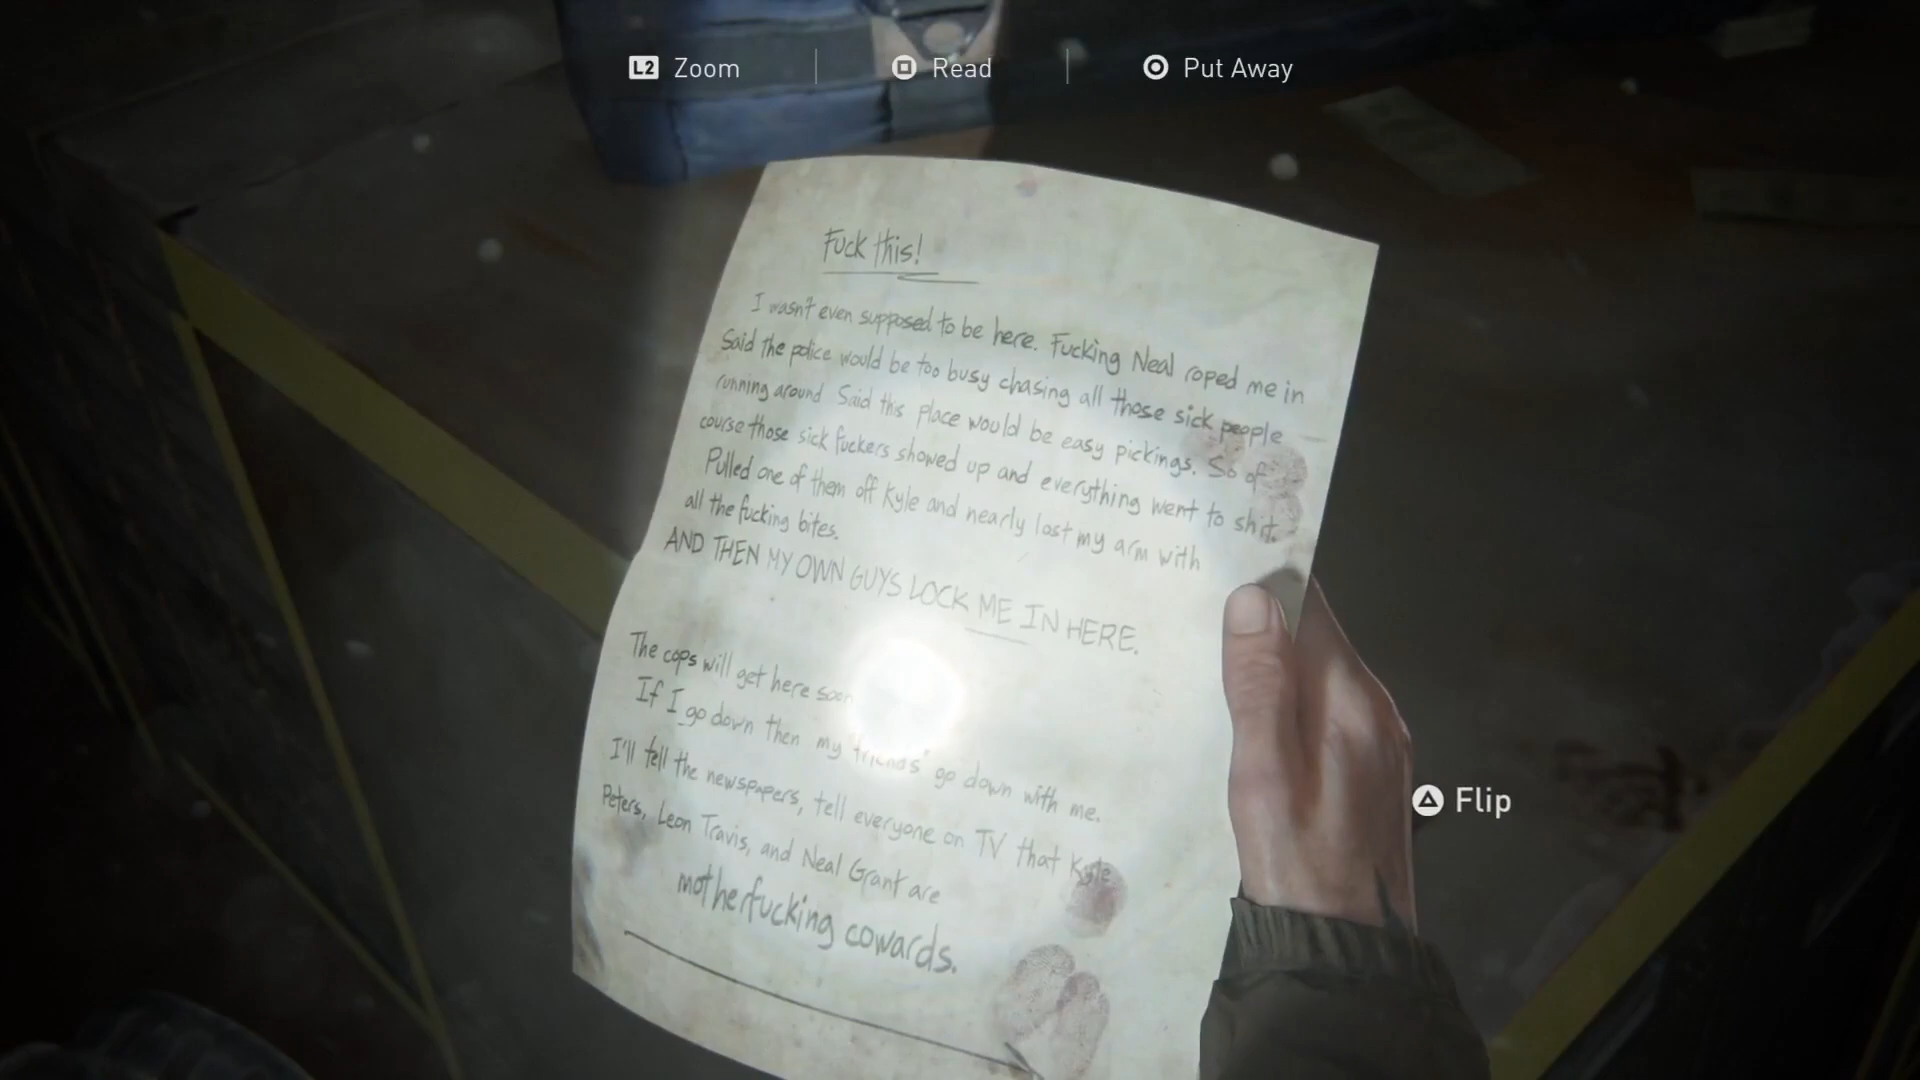 L2 Zoom Read Put Away
Fuck this!
I wasn't even supposed to be here. Fucking Neal roped me in
Said the police would be too busy chasing all those sick people
running around Said this place would be easy pickings. So of
course those sick fuckers showed up and everything went to shit.
Pulled one of them off Kyle and nearly lost my arm with
all the fucking bites.
AND THEN MY OWN GUYS LOCK ME IN HERE.
The cops will get here soon
If I go down then my "friends" go down with me.
I'll tell the newspapers, tell everyone on TV that Kyle
Peters, Leon Travis, and Neal Grant are
motherfucking cowards.
Flip